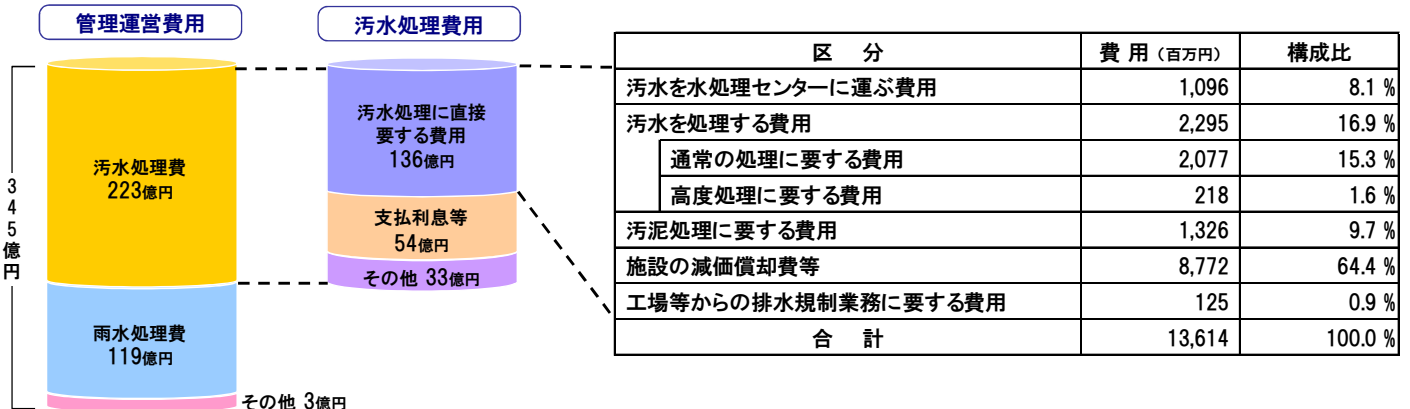 管理運営費用
汚水処理費用
345億円
汚水処理費
223億円
雨水処理費
119億円
その他 3億円
汚水処理に直接
要する費用
136億円
支払利息等
54億円
その他 33億円
区 分 費 用 (百万円) 構成比
汚水を水処理センターに運ぶ費用 1,096 8.1 %
汚水を処理する費用 2,295 16.9 %
通常の処理に要する費用 2,077 15.3 %
高度処理に要する費用 218 1.6 %
汚泥処理に要する費用 1,326 9.7 %
施設の減価償却費等 8,772 64.4 %
工場等からの排水規制業務に要する費用 125 0.9 %
合 計 13,614 100.0 %